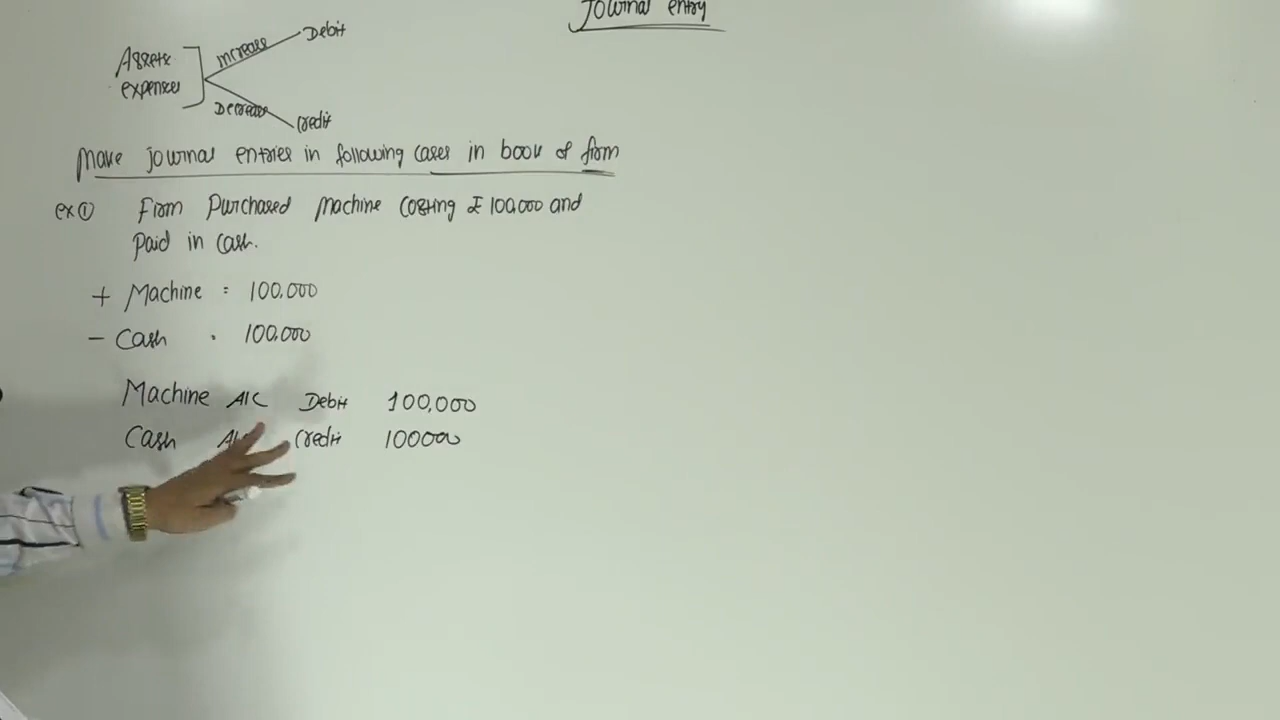 Journal entry
Assets
expenses
Increase
Debit
Decrease
Credit
Make journal entries in following cases in book of firm
ex ① Firm Purchased Machine Costing ₹ 100,000 and
Paid in Cash.
+ Machine = 100,000
- Cash = 100,000
Machine A/C Debit 100,000
Cash Credit 100000